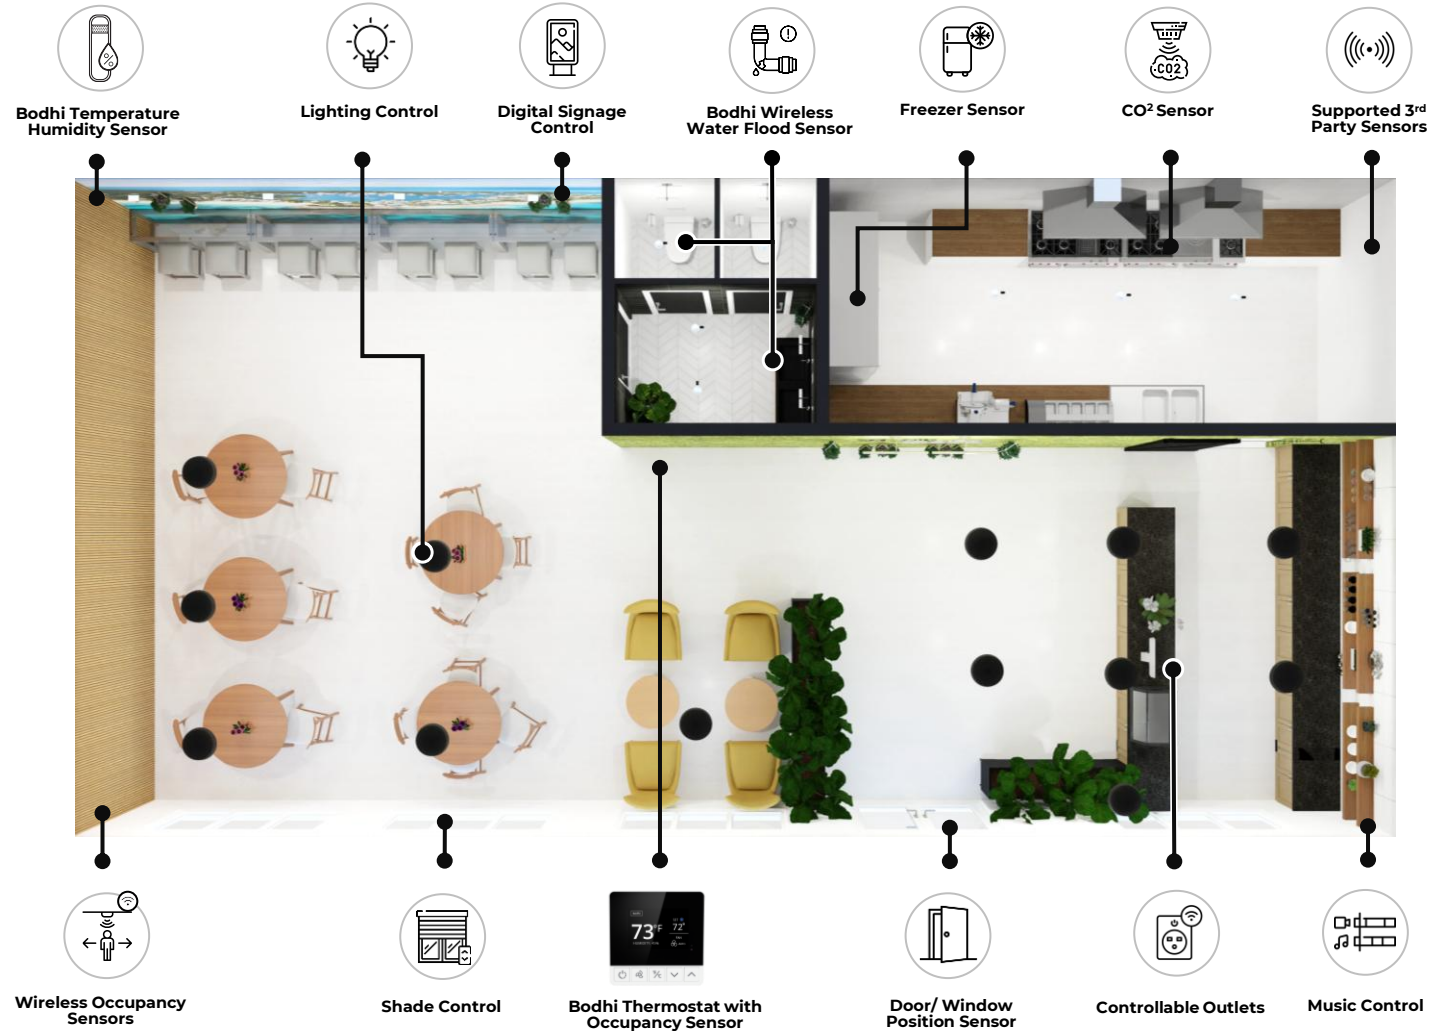 Bodhi Temperature
Humidity Sensor
Lighting Control
Digital Signage
Control
Bodhi Wireless
Water Flood Sensor
Freezer Sensor
CO2
CO² Sensor
Supported 3rd
Party Sensors
Wireless Occupancy
Sensors
Shade Control
73°F
72°
Bodhi Thermostat with
Occupancy Sensor
Door/ Window
Position Sensor
Controllable Outlets
Music Control